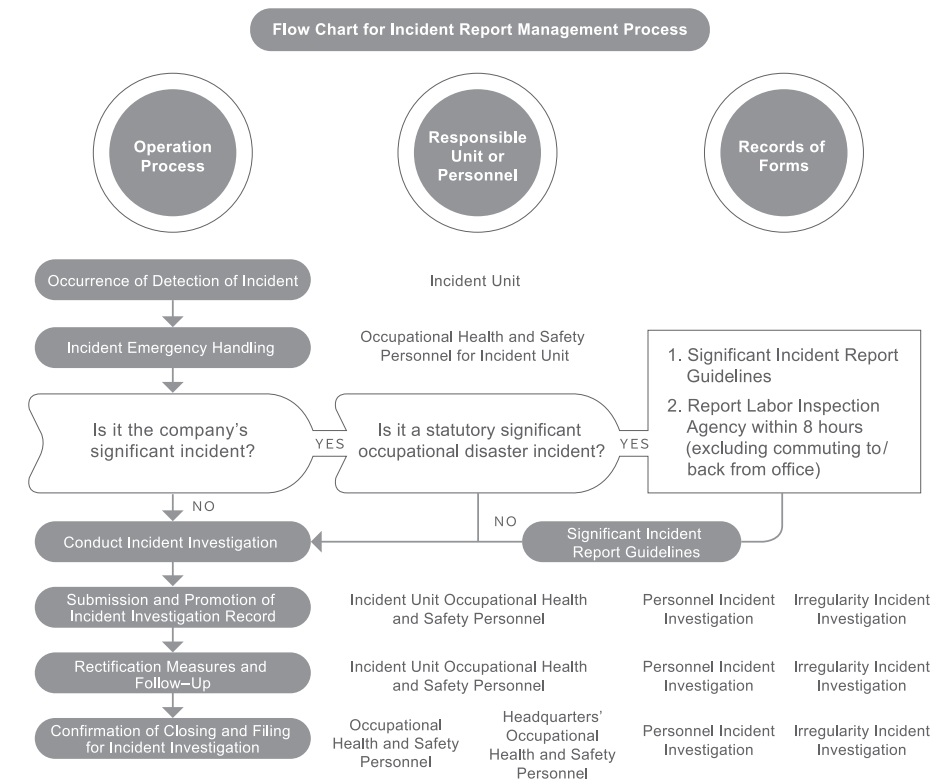 Flow Chart for Incident Report Management Process
Operation
Process
Responsible
Unit or
Personnel
Records of
Forms
Occurrence of Detection of Incident
Incident Unit
Incident Emergency Handling
Occupational Health and Safety
Personnel for Incident Unit
1. Significant Incident Report
Guidelines
2. Report Labor Inspection
Agency within 8 hours
(excluding commuting to/
back from office)
Is it the company's
significant incident?
YES
Is it a statutory significant
occupational disaster incident?
YES
NO
NO
Conduct Incident Investigation
Significant Incident
Report Guidelines
Submission and Promotion of
Incident Investigation Record
Incident Unit Occupational Health
and Safety Personnel
Personnel Incident
Investigation
Irregularity Incident
Investigation
Rectification Measures and
Follow–Up
Incident Unit Occupational Health
and Safety Personnel
Personnel Incident
Investigation
Irregularity Incident
Investigation
Confirmation of Closing and Filing
for Incident Investigation
Occupational
Health and Safety
Personnel
Headquarters'
Occupational
Health and Safety
Personnel
Personnel Incident
Investigation
Irregularity Incident
Investigation